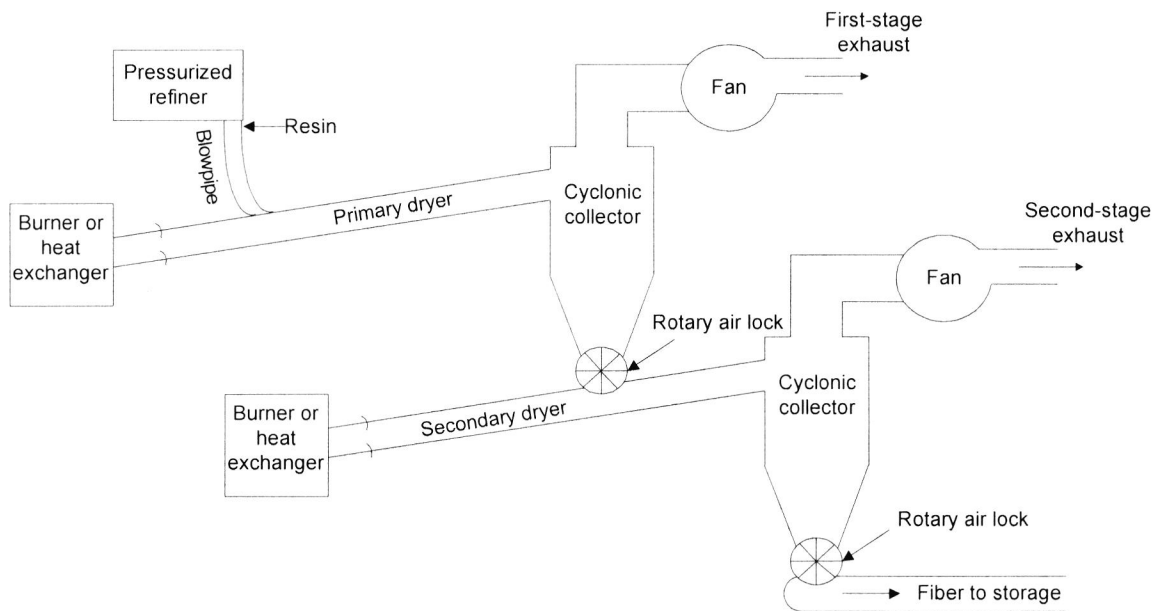 First-stage
exhaust
Pressurized
refiner
Fan
Resin
Blowpipe
Cyclonic
collector
Primary dryer
Burner or
heat
exchanger
Second-stage
exhaust
Fan
Rotary air lock
Cyclonic
collector
Burner or
heat
exchanger
Secondary dryer
Rotary air lock
Fiber to storage